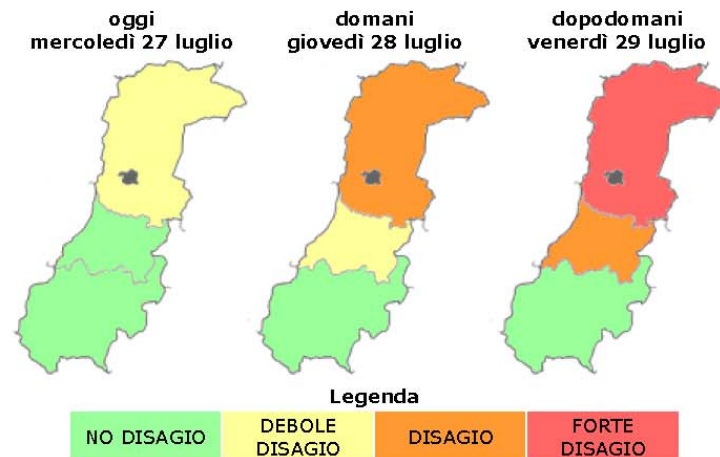 oggi
mercoledì 27 luglio
domani
giovedì 28 luglio
dopodomani
venerdì 29 luglio
Legenda
NO DISAGIO
DEBOLE
DISAGIO
DISAGIO
FORTE
DISAGIO